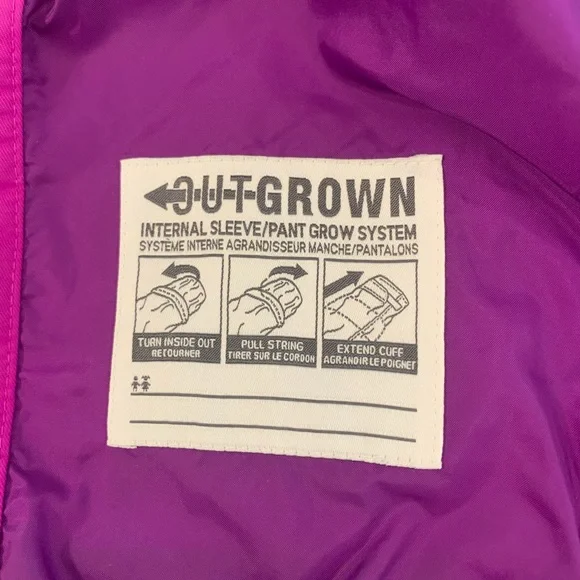 OUTGROWN
INTERNAL SLEEVE/PANT GROW SYSTEM
SYSTÈME INTERNE AGRANDISSEUR MANCHE/PANTALONS
TURN INSIDE OUT
RETOURNER
PULL STRING
TIRER SUR LE CORDON
EXTEND CUFF
AGRANDIR LE POIGNET